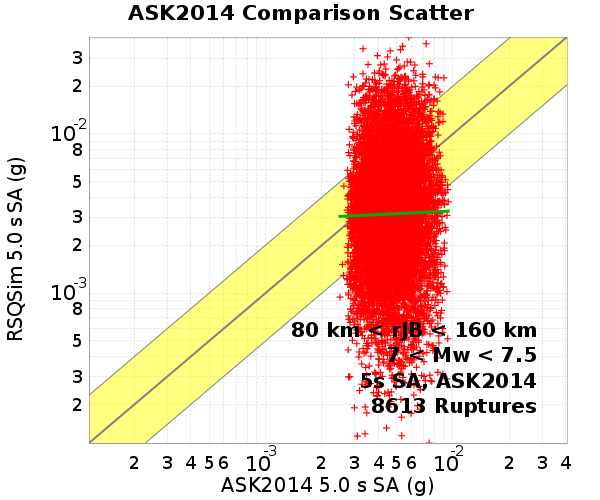 ASK2014 Comparison Scatter
RSQSim 5.0 s SA (g)
3
2
10-2
8
5
3
2
10-3
8
5
3
2
80 km < rJB < 160 km
7 < Mw < 7.5
5s SA, ASK2014
8613 Ruptures
2 3 4 5 6 10-3 2 3 4 5 6 10-2 2 3 4
ASK2014 5.0 s SA (g)